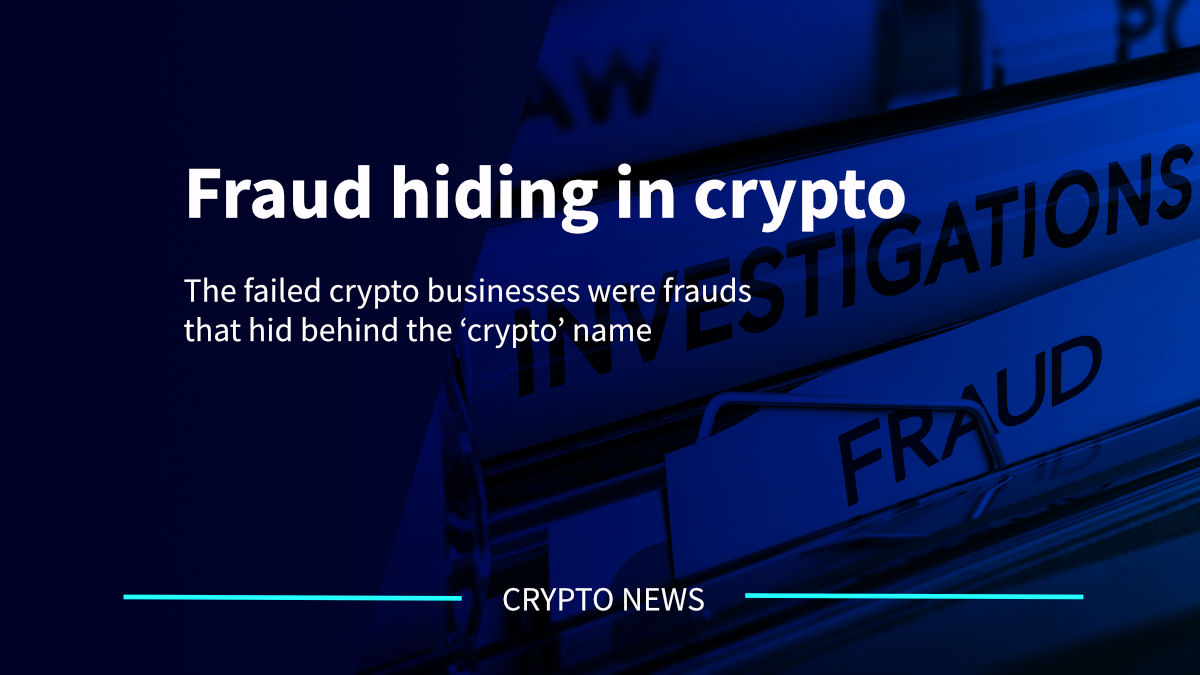 AW
Fraud hiding in crypto
INVESTIGATIONS
The failed crypto businesses were frauds
that hid behind the ‘crypto’ name
FRAUD
CRYPTO NEWS